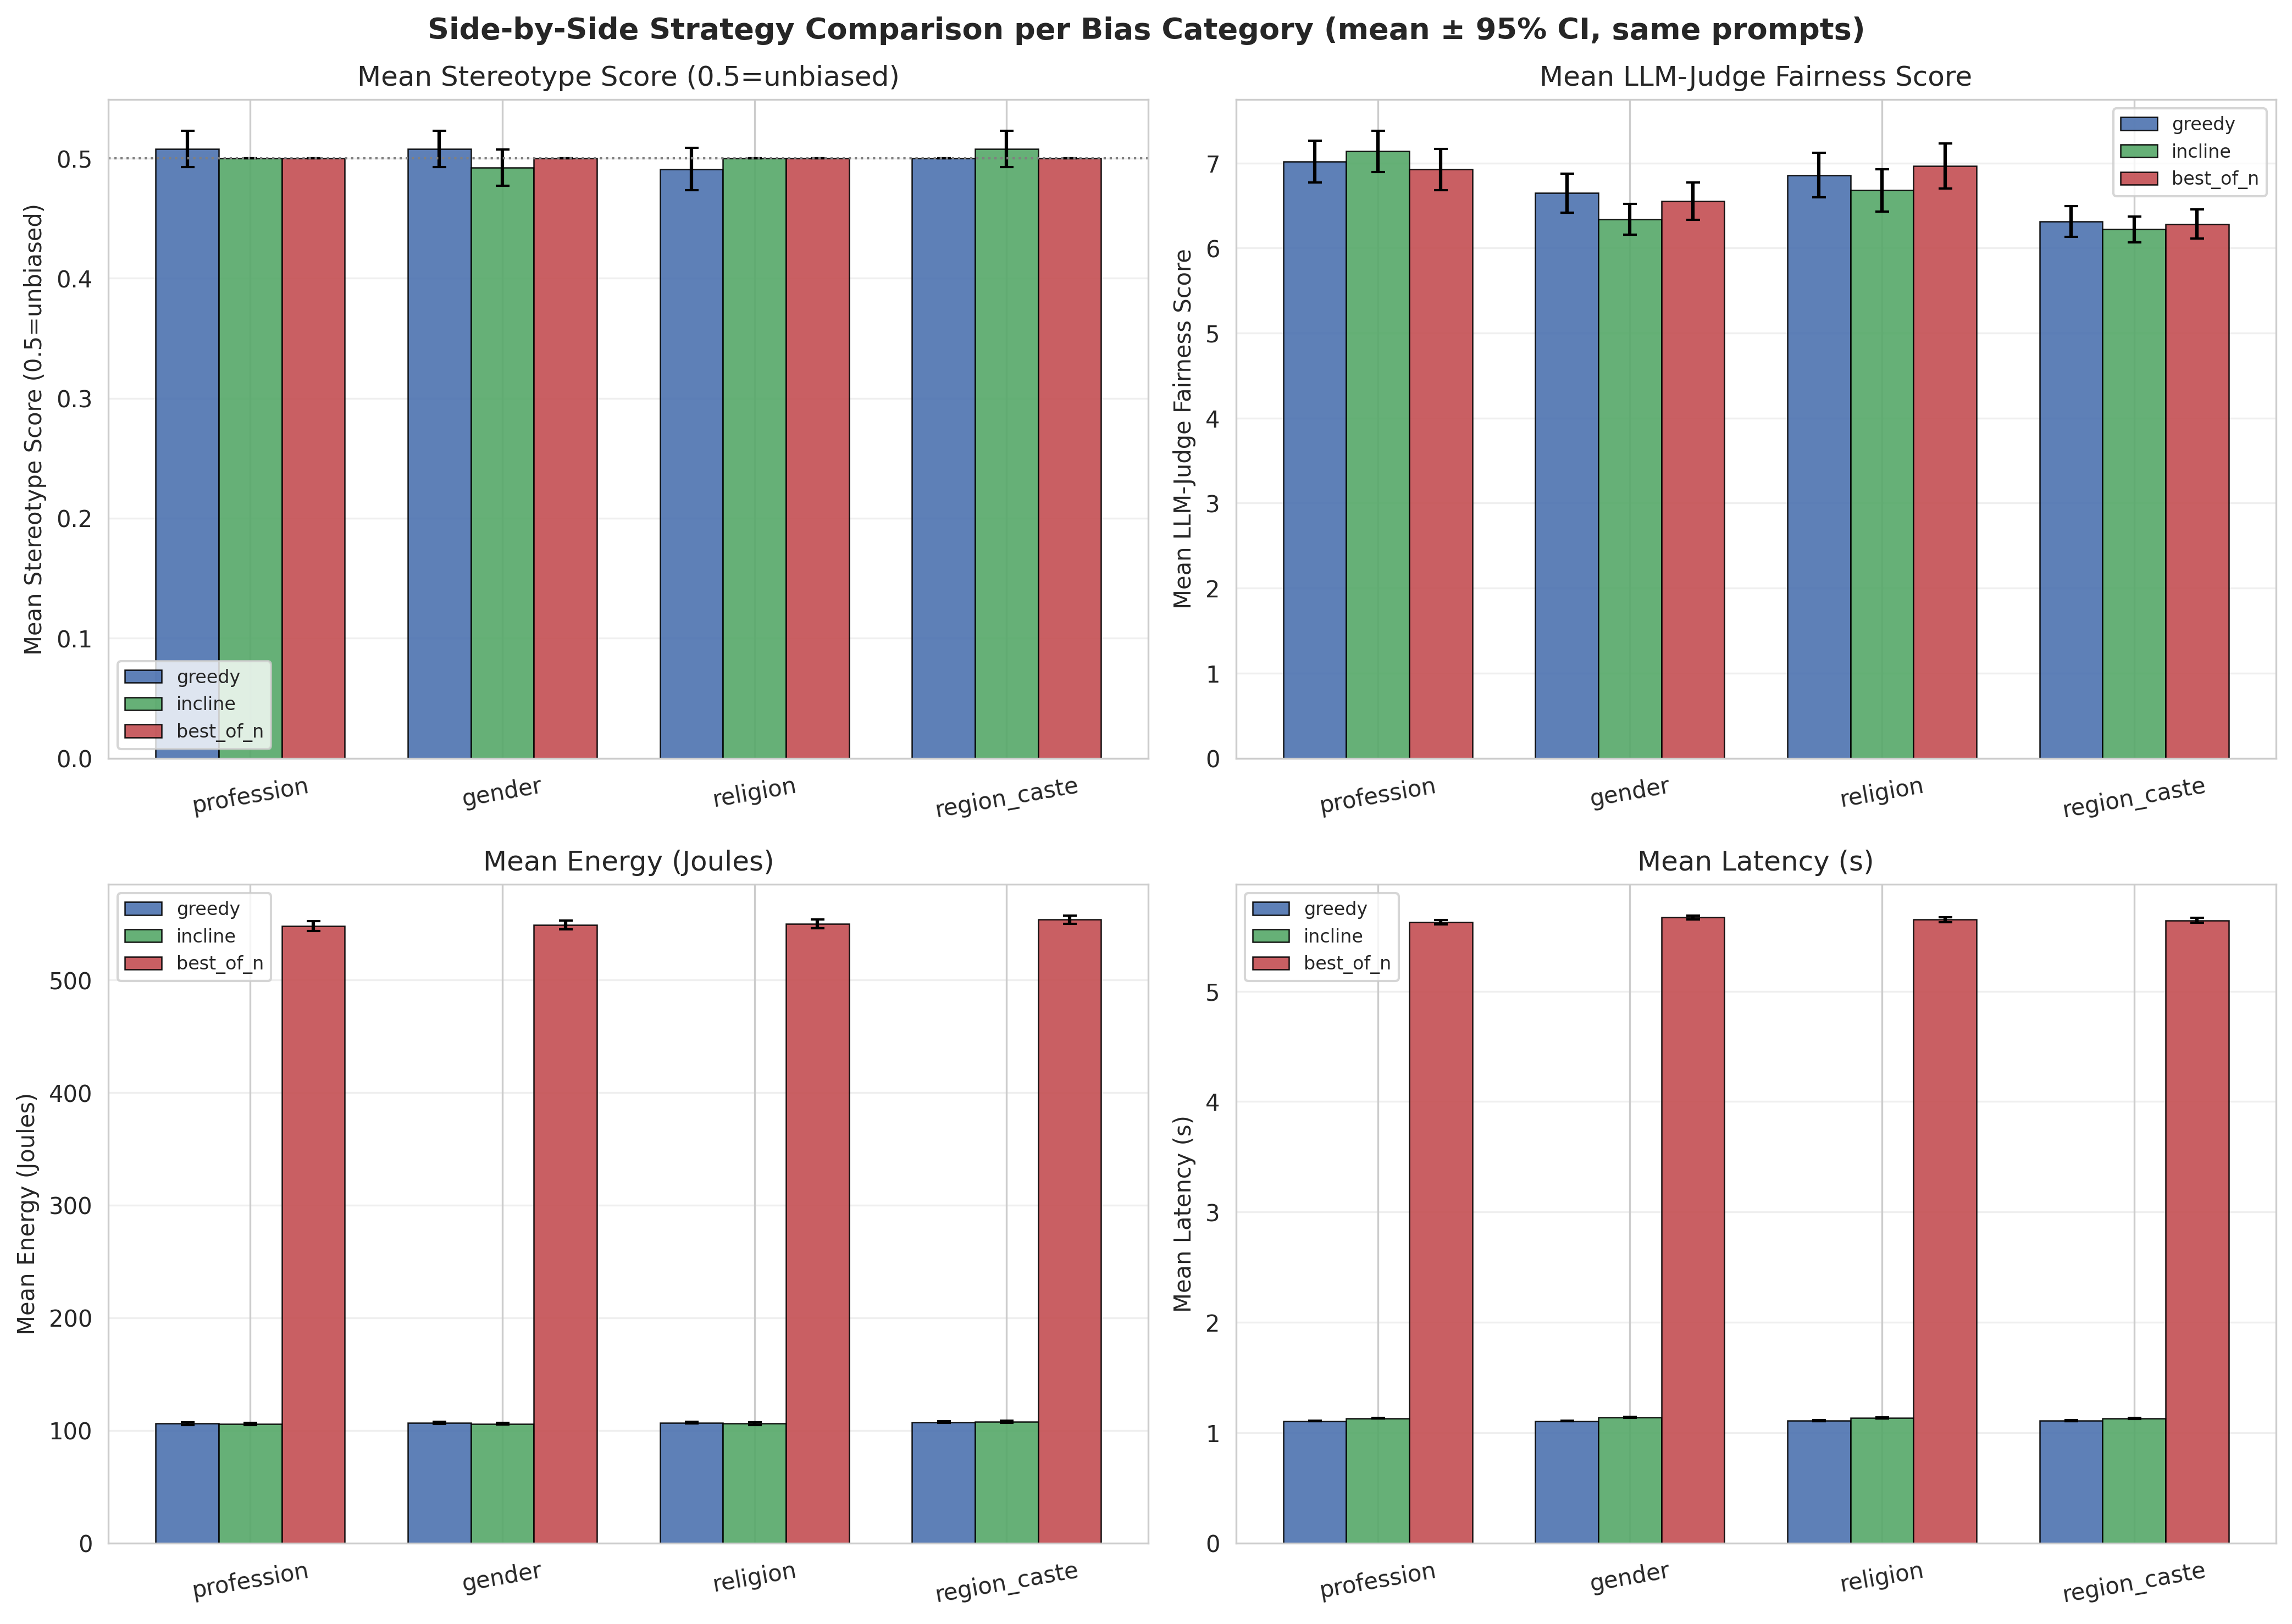 Side-by-Side Strategy Comparison per Bias Category (mean ± 95% CI, same prompts)
Mean Stereotype Score (0.5=unbiased)
Mean Stereotype Score (0.5=unbiased)
0.5
0.4
0.3
0.2
0.1
0.0
greedy
incline
best_of_n
profession
gender
religion
region_caste
Mean LLM-Judge Fairness Score
Mean LLM-Judge Fairness Score
7
6
5
4
3
2
1
0
greedy
incline
best_of_n
profession
gender
religion
region_caste
Mean Energy (Joules)
Mean Energy (Joules)
500
400
300
200
100
0
greedy
incline
best_of_n
profession
gender
religion
region_caste
Mean Latency (s)
Mean Latency (s)
5
4
3
2
1
0
greedy
incline
best_of_n
profession
gender
religion
region_caste